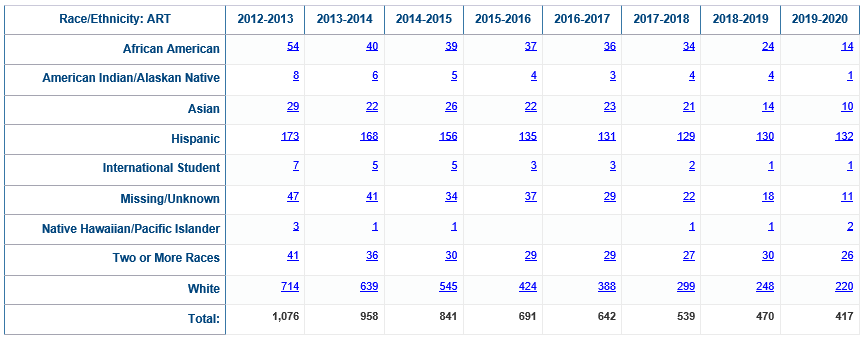 Race/Ethnicity: ART 2012-2013 2013-2014 2014-2015 2015-2016 2016-2017 2017-2018 2018-2019 2019-2020
African American 54 40 39 37 36 34 24 14
American Indian/Alaskan Native 8 6 5 4 3 4 4 1
Asian 29 22 26 22 23 21 14 10
Hispanic 173 168 156 135 131 129 130 132
International Student 7 5 5 3 3 2 1 1
Missing/Unknown 47 41 34 37 29 22 18 11
Native Hawaiian/Pacific Islander 3 1 1 1 1 2
Two or More Races 41 36 30 29 29 27 30 26
White 714 639 545 424 388 299 248 220
Total: 1,076 958 841 691 642 539 470 417